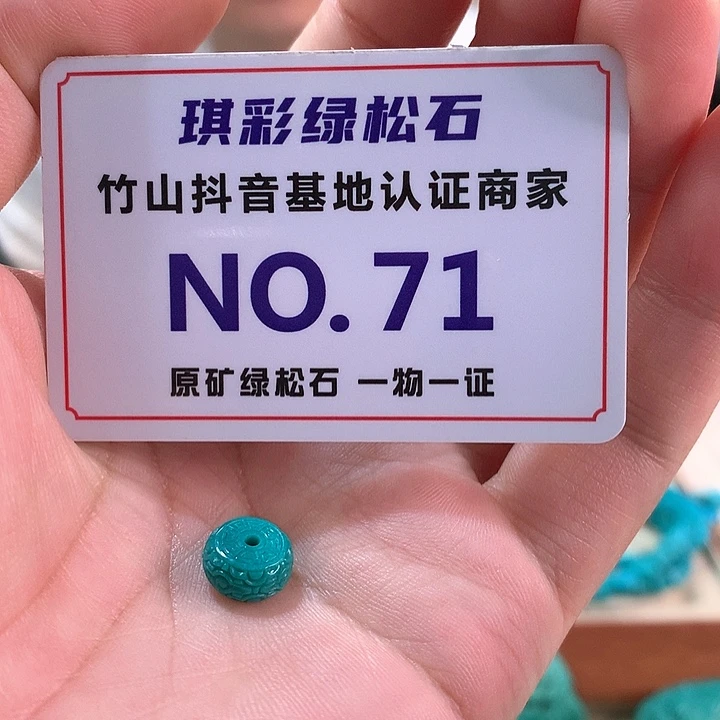 琪彩绿松石
竹山抖音基地认证商家
NO.71
原矿绿松石 一物一证